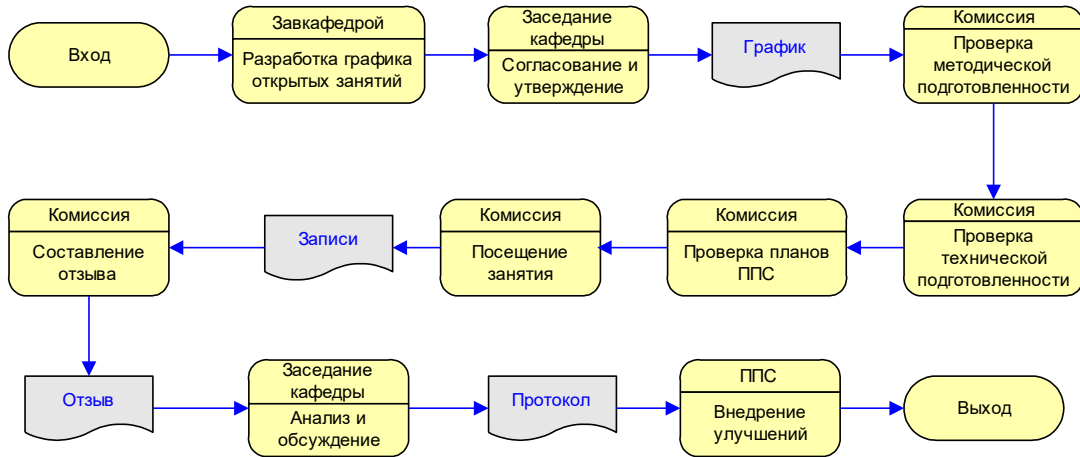 Вход
Завкафедрой
Разработка графика
открытых занятий
Заседание
кафедры
Согласование и
утверждение
График
Комиссия
Проверка
методической
подготовленности
Комиссия
Составление
отзыва
Записи
Комиссия
Посещение
занятия
Комиссия
Проверка планов
ППС
Комиссия
Проверка
технической
подготовленности
Отзыв
Заседание
кафедры
Анализ и
обсуждение
Протокол
ППС
Внедрение
улучшений
Выход